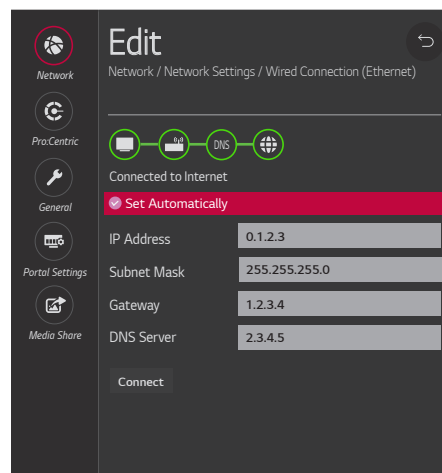 Edit
Network / Network Settings / Wired Connection (Ethernet)
Network
Pro:Centric
General
Portal Settings
Media Share
DNS
Connected to Internet
Set Automatically
IP Address 0.1.2.3
Subnet Mask 255.255.255.0
Gateway 1.2.3.4
DNS Server 2.3.4.5
Connect